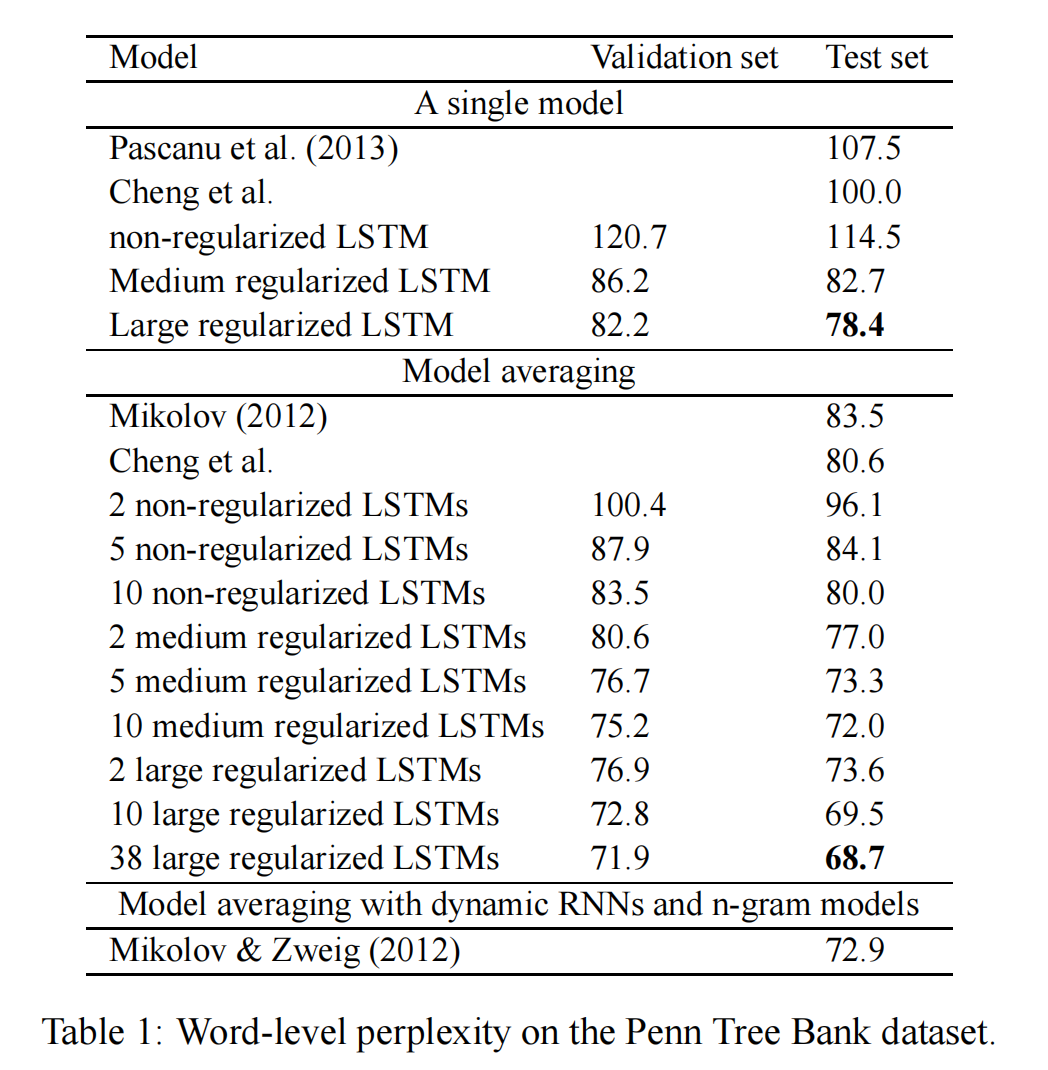 Model Validation set Test set
A single model
Pascanu et al. (2013) 107.5
Cheng et al. 100.0
non-regularized LSTM 120.7 114.5
Medium regularized LSTM 86.2 82.7
Large regularized LSTM 82.2 78.4
Model averaging
Mikolov (2012) 83.5
Cheng et al. 80.6
2 non-regularized LSTMs 100.4 96.1
5 non-regularized LSTMs 87.9 84.1
10 non-regularized LSTMs 83.5 80.0
2 medium regularized LSTMs 80.6 77.0
5 medium regularized LSTMs 76.7 73.3
10 medium regularized LSTMs 75.2 72.0
2 large regularized LSTMs 76.9 73.6
10 large regularized LSTMs 72.8 69.5
38 large regularized LSTMs 71.9 68.7
Model averaging with dynamic RNNs and n-gram models
Mikolov & Zweig (2012) 72.9
Table 1: Word-level perplexity on the Penn Tree Bank dataset.